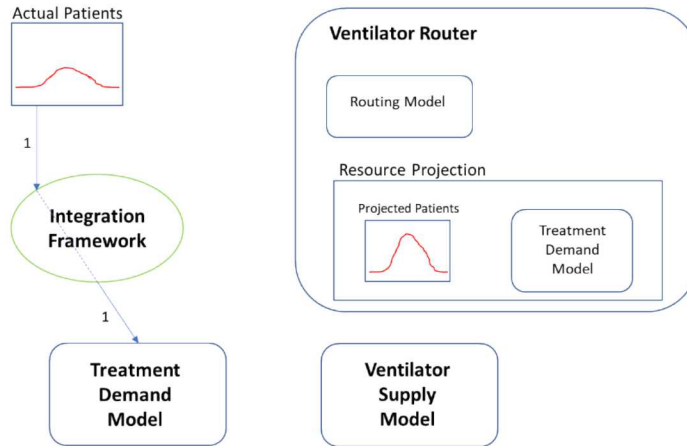 Actual Patients
1
Integration
Framework
1
Treatment
Demand
Model
Ventilator Router
Routing Model
Resource Projection
Projected Patients
Treatment
Demand
Model
Ventilator
Supply
Model